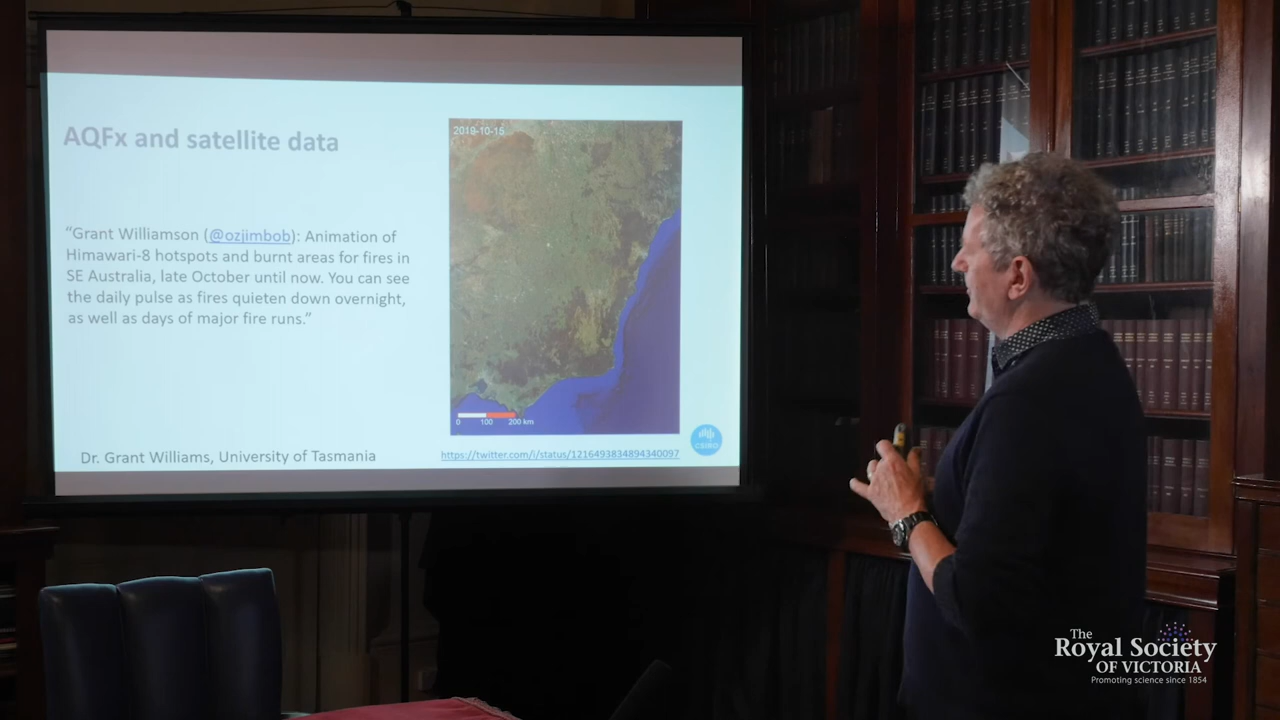 AQFx and satellite data
2019-10-15
“Grant Williamson (@ozjimbob): Animation of
Himawari-8 hotspots and burnt areas for fires in
SE Australia, late October until now. You can see
the daily pulse as fires quieten down overnight,
as well as days of major fire runs.”
0 100 200 km
CSIRO
Dr. Grant Williams, University of Tasmania
https://twitter.com/i/status/1216493834894340097
The
Royal Society
OF VICTORIA
Promoting science since 1854